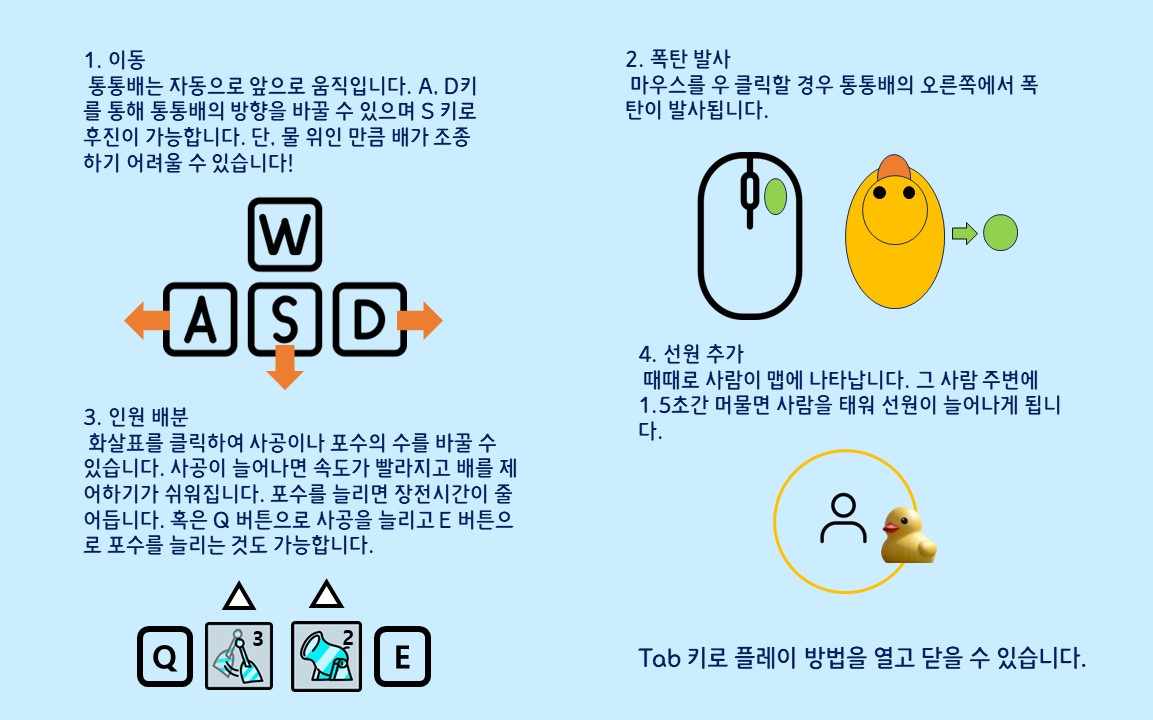 1. 이동
통통배는 자동으로 앞으로 움직입니다. A, D키
를 통해 통통배의 방향을 바꿀 수 있으며 S 키로
후진이 가능합니다. 단, 물 위인 만큼 배가 조종
하기 어려울 수 있습니다!
W
A S D
3. 인원 배분
화살표를 클릭하여 사공이나 포수의 수를 바꿀 수
있습니다. 사공이 늘어나면 속도가 빨라지고 배를 제
어하기가 쉬워집니다. 포수를 늘리면 장전시간이 줄
어듭니다. 혹은 Q 버튼으로 사공을 늘리고 E 버튼으
로 포수를 늘리는 것도 가능합니다.
Q 3 2 E
2. 폭탄 발사
마우스를 우 클릭할 경우 통통배의 오른쪽에서 폭
탄이 발사됩니다.
4. 선원 추가
때때로 사람이 맵에 나타납니다. 그 사람 주변에
1.5초간 머물면 사람을 태워 선원이 늘어나게 됩니
다.
Tab 키로 플레이 방법을 열고 닫을 수 있습니다.